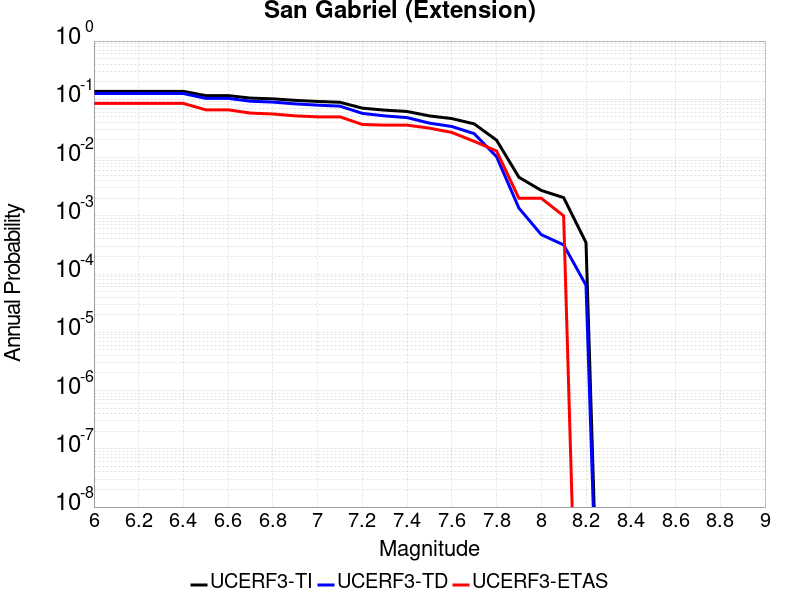 San Gabriel (Extension)
10^0
10^-1
10^-2
10^-3
10^-4
10^-5
10^-6
10^-7
10^-8
Annual Probability
6 6.2 6.4 6.6 6.8 7 7.2 7.4 7.6 7.8 8 8.2 8.4 8.6 8.8 9
Magnitude
UCERF3-TI UCERF3-TD UCERF3-ETAS